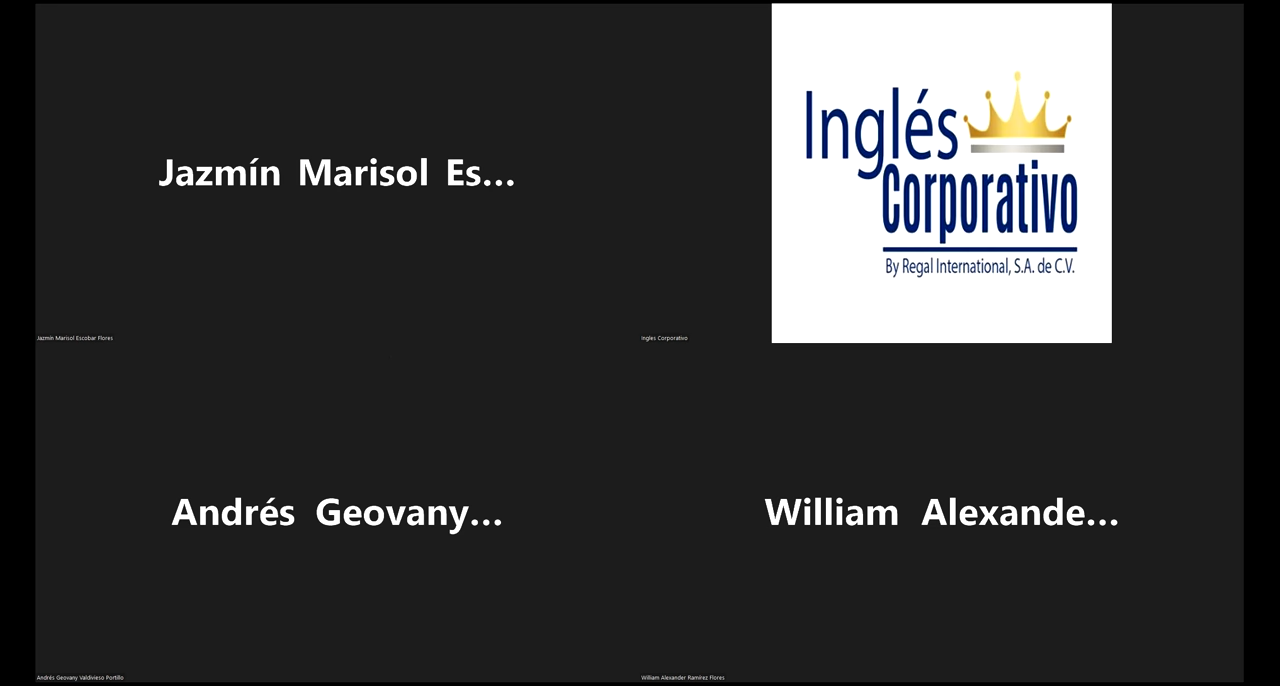 Jazmín Marisol Es...
Jazmín Marisol Escobar Flores
Inglés
Corporativo
By Regal International, S.A. de C.V.
Ingles Corporativo
Andrés Geovany...
Andrés Geovany Valdivieso Portillo
William Alexande...
William Alexander Ramírez Flores